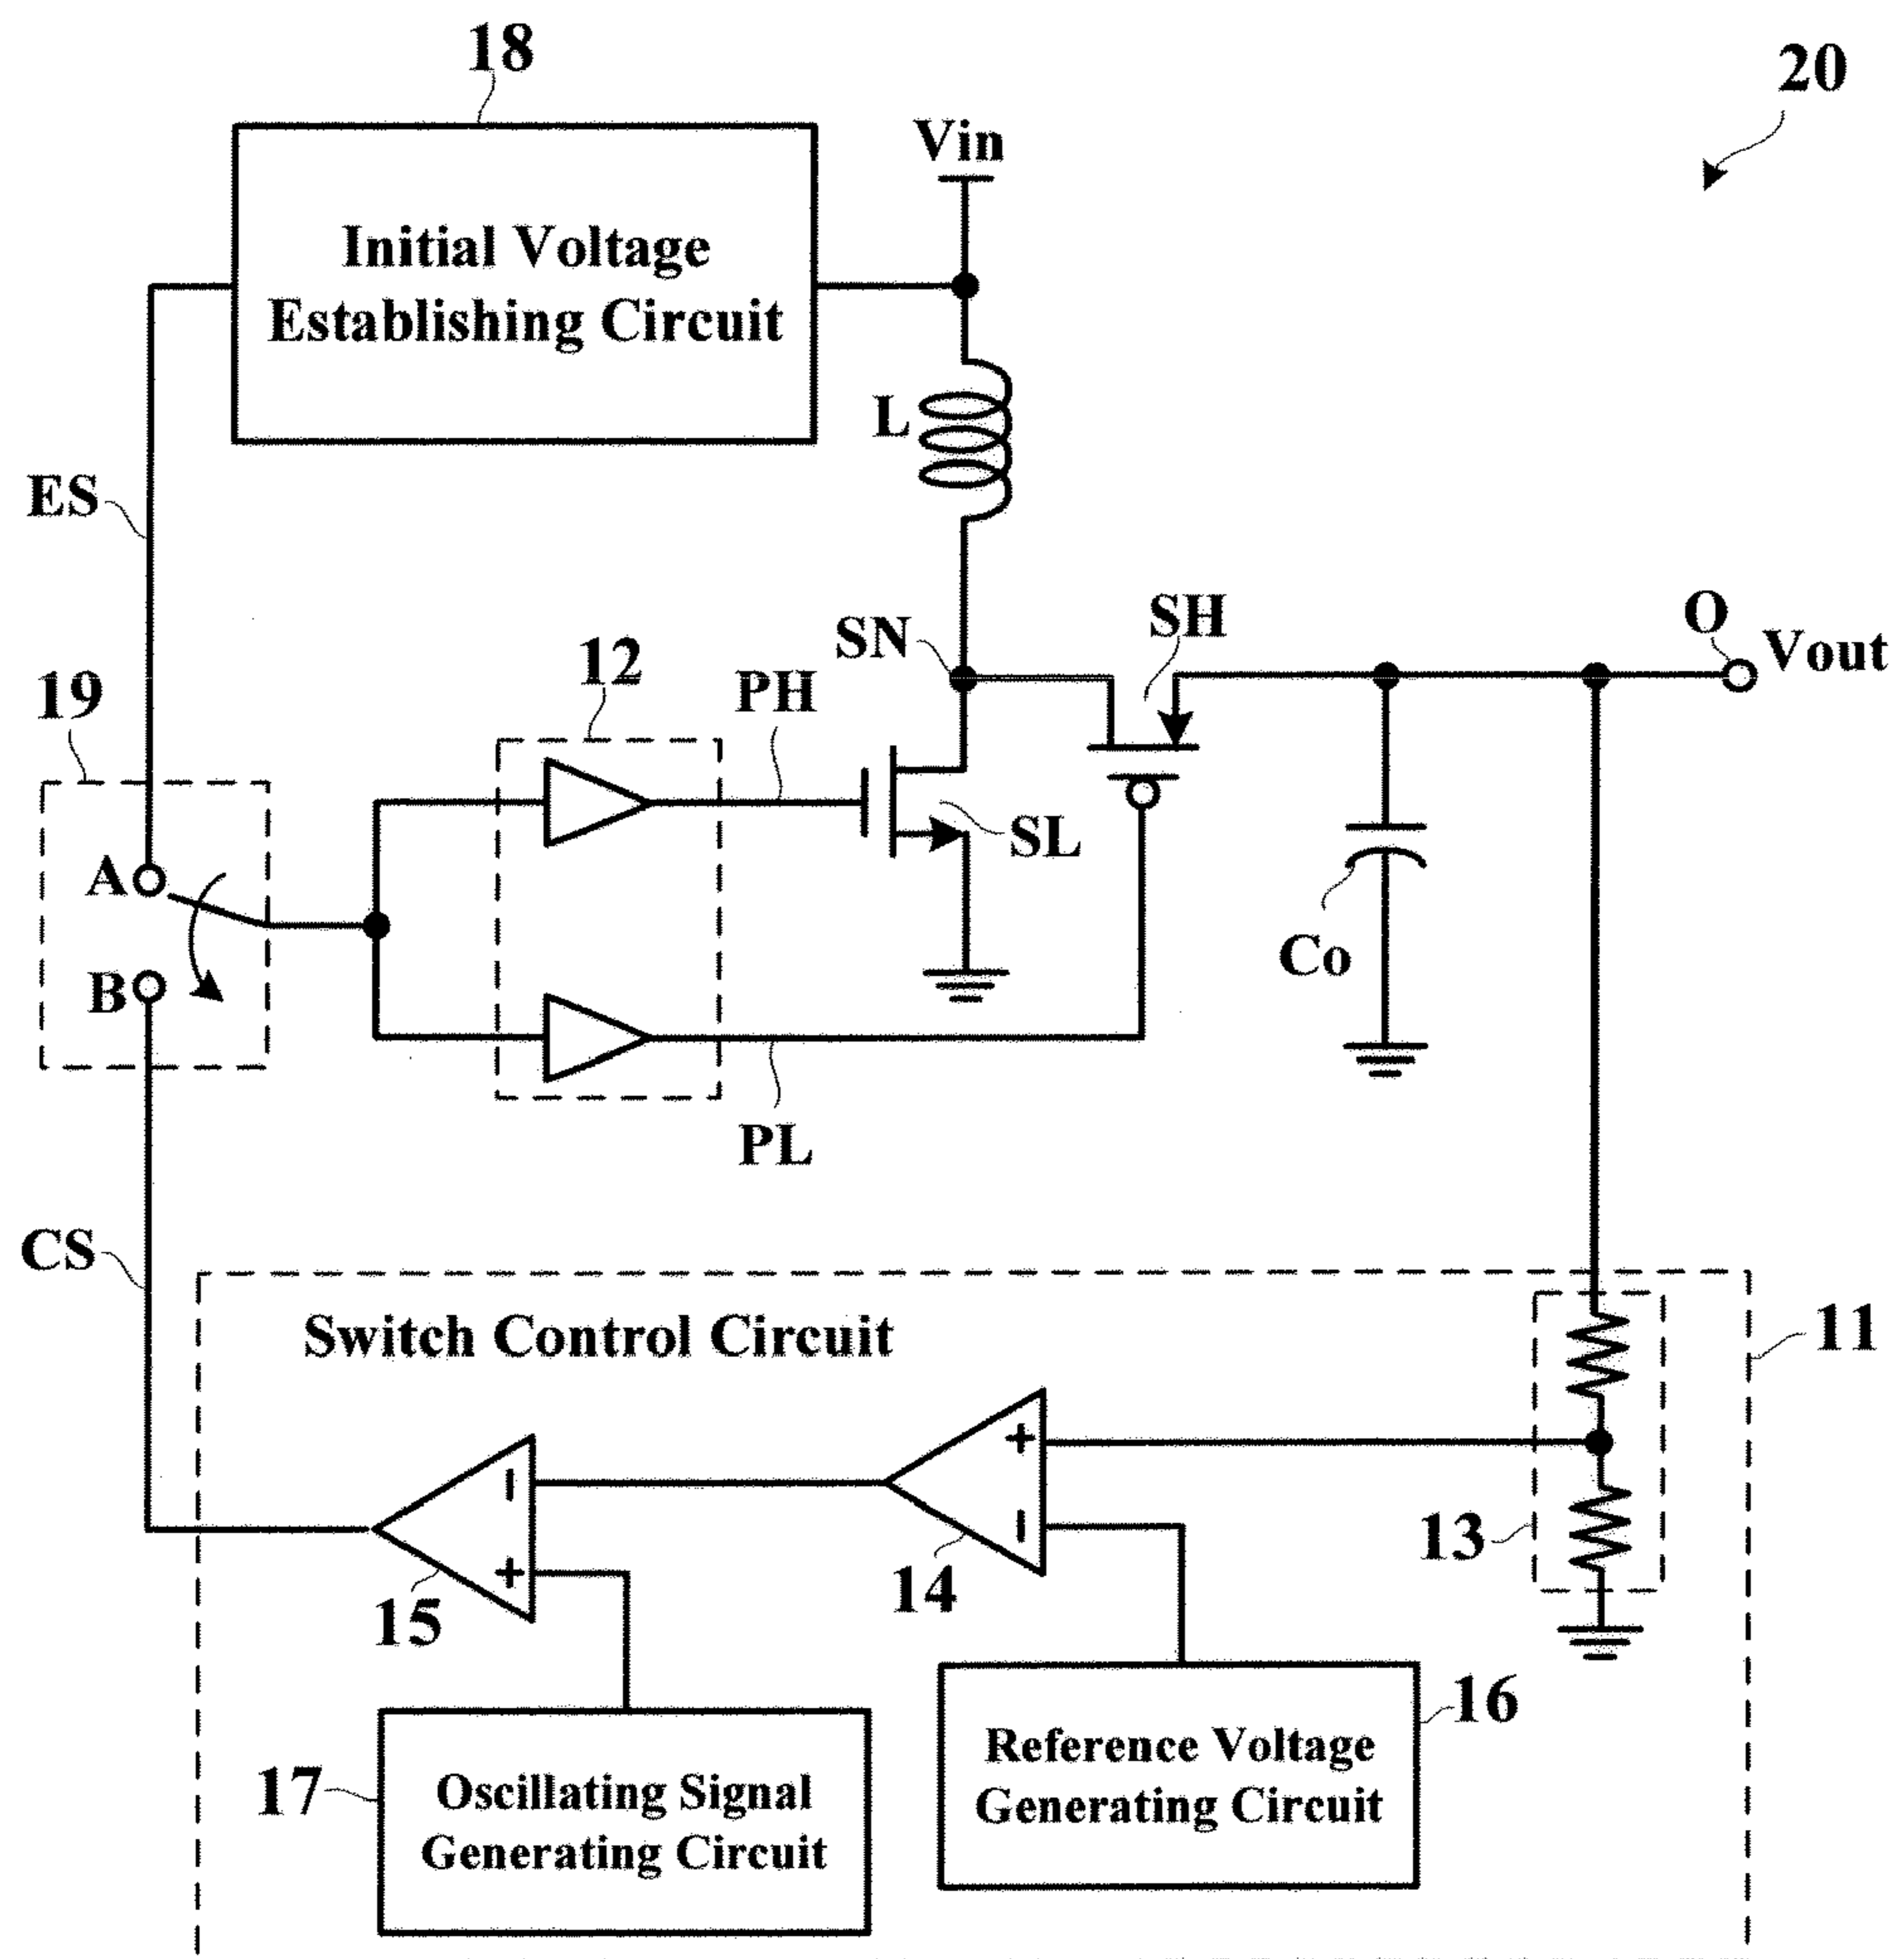 18
20
Vin
Initial Voltage
Establishing Circuit
L
ES
SN
SH
O
Vout
12
PH
19
SL
A
B
Co
PL
CS
Switch Control Circuit
11
+
-
+
-
13
14
15
16
Reference Voltage
Generating Circuit
17
Oscillating Signal
Generating Circuit